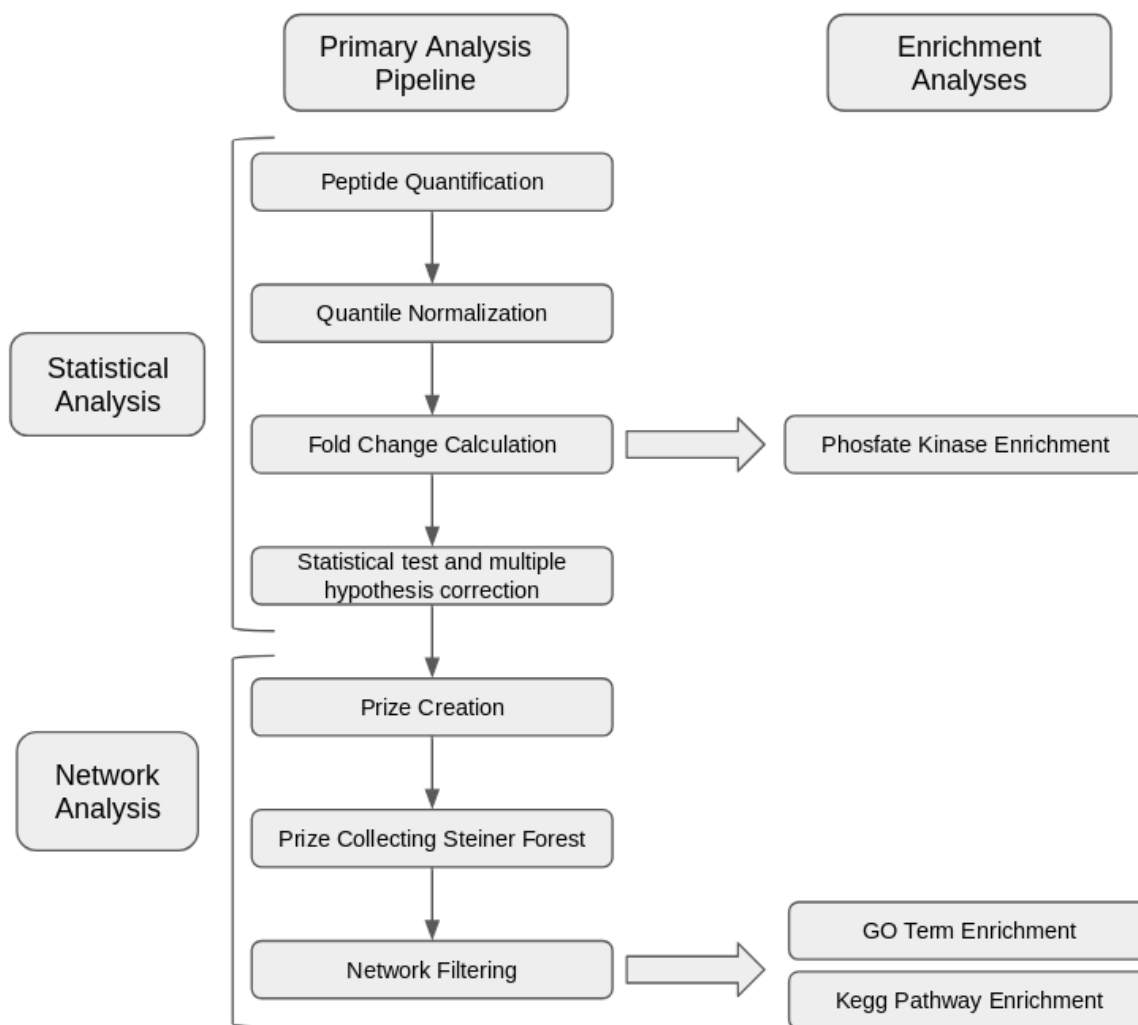 Primary Analysis
Pipeline
Enrichment
Analyses
Peptide Quantification
Quantile Normalization
Statistical
Analysis
Fold Change Calculation
Phosfate Kinase Enrichment
Statistical test and multiple
hypothesis correction
Prize Creation
Network
Analysis
Prize Collecting Steiner Forest
GO Term Enrichment
Network Filtering
Kegg Pathway Enrichment